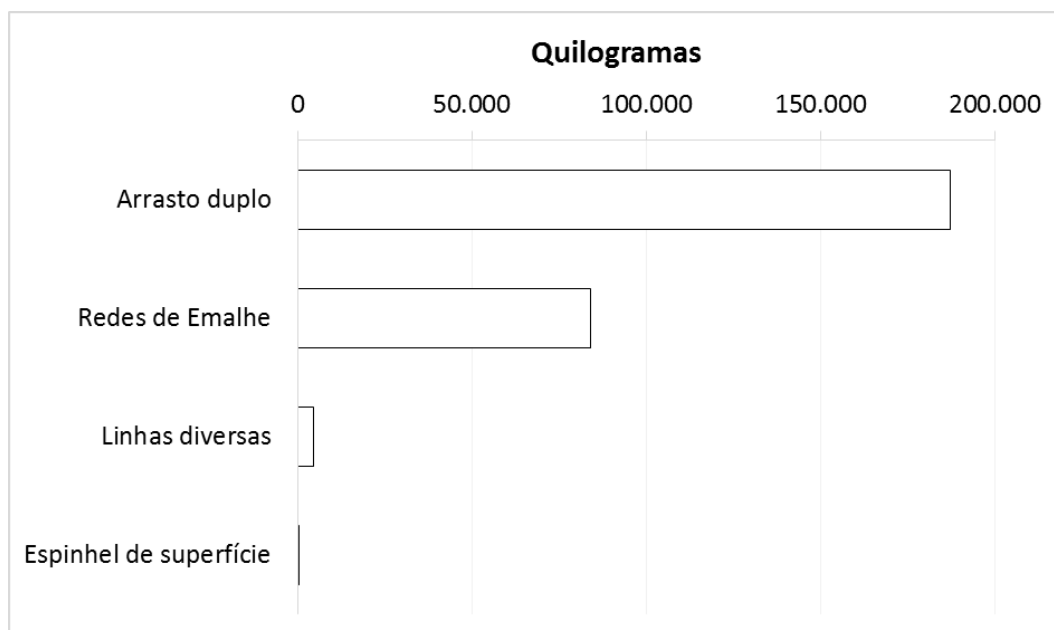 Quilogramas
0 50.000 100.000 150.000 200.000
Arrasto duplo
Redes de Emalhe
Linhas diversas
Espinhel de superfície